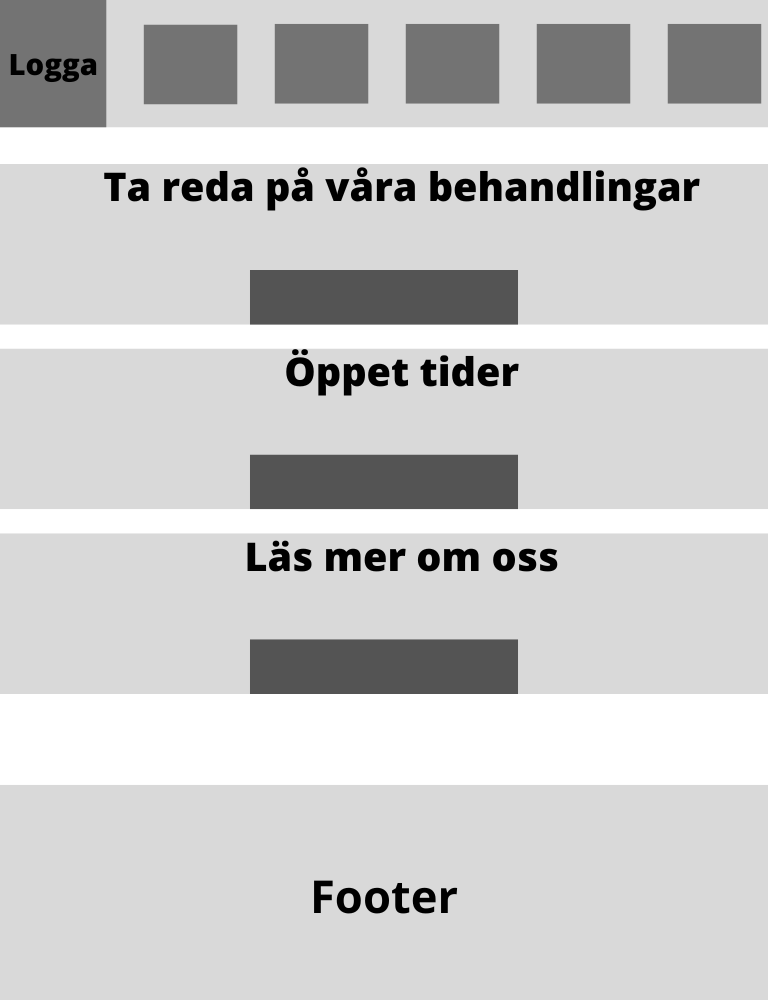 Logga
Ta reda på våra behandlingar
Öppet tider
Läs mer om oss
Footer